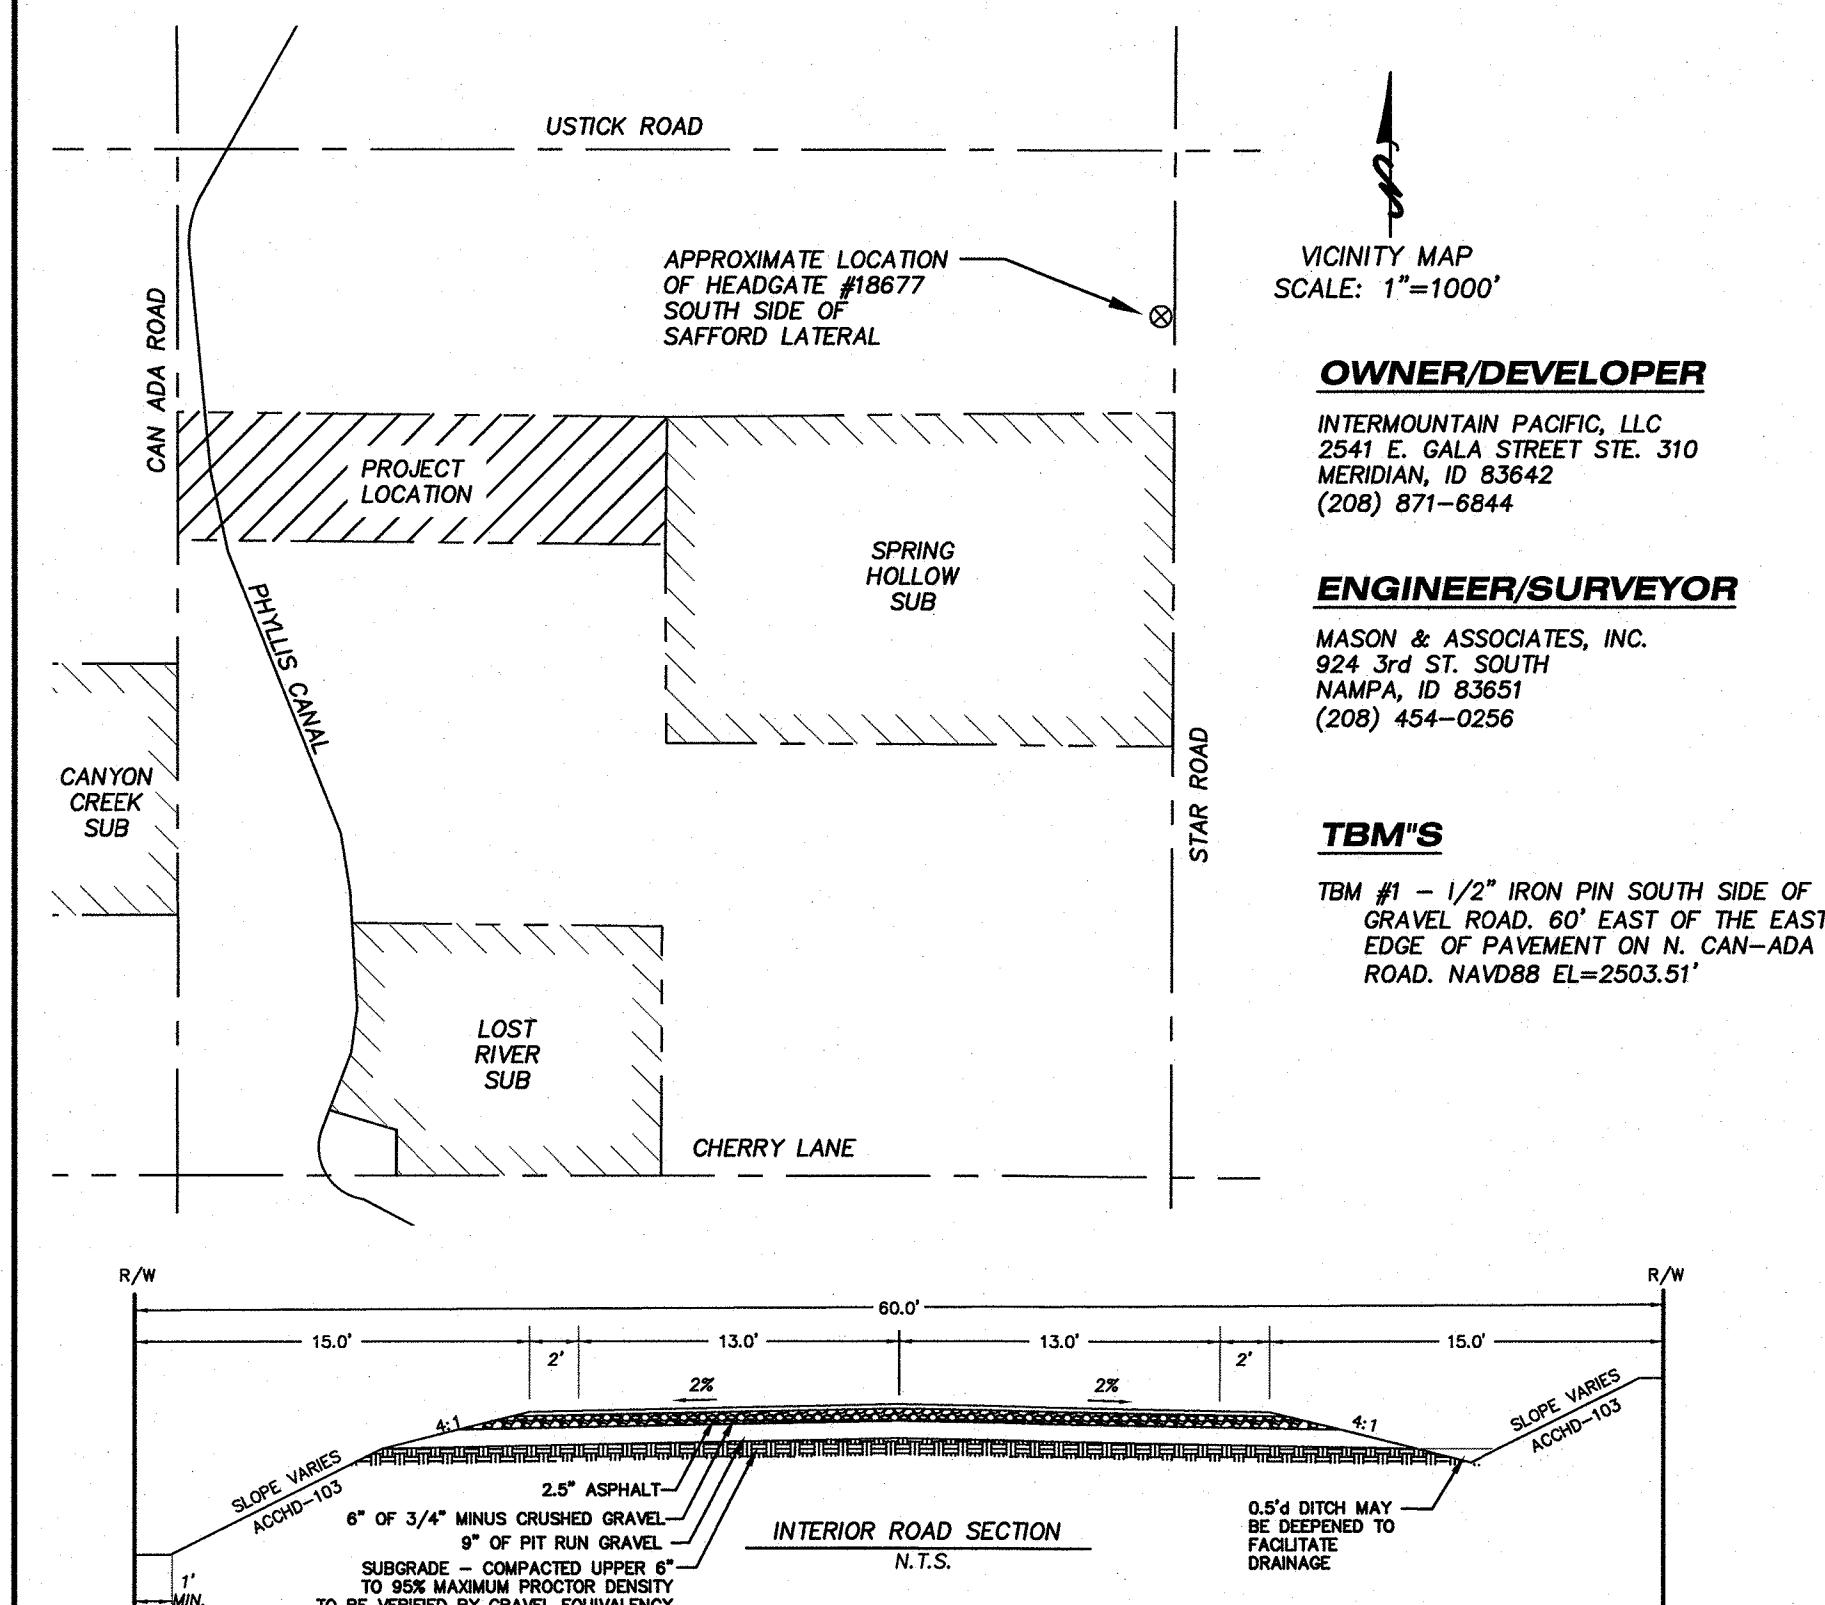 USTICK ROAD
CAN ADA ROAD
APPROXIMATE LOCATION
OF HEADGATE #18677
SOUTH SIDE OF
SAFFORD LATERAL
VICINITY MAP
SCALE: 1"=1000'
OWNER/DEVELOPER
INTERMOUNTAIN PACIFIC, LLC
2541 E. GALA STREET STE. 310
MERIDIAN, ID 83642
(208) 871-6844
PROJECT
LOCATION
SPRING
HOLLOW
SUB
ENGINEER/SURVEYOR
MASON & ASSOCIATES, INC.
924 3rd ST. SOUTH
NAMPA, ID 83651
(208) 454-0256
PHYLLIS CANAL
CANYON
CREEK
SUB
STAR ROAD
TBM"S
TBM #1 - 1/2" IRON PIN SOUTH SIDE OF
GRAVEL ROAD. 60' EAST OF THE EAST
EDGE OF PAVEMENT ON N. CAN-ADA
ROAD. NAVD88 EL=2503.51'
LOST
RIVER
SUB
CHERRY LANE
R/W
R/W
60.0'
15.0'
2'
13.0'
13.0'
2'
15.0'
2%
2%
4:1
4:1
SLOPE VARIES
ACCHD-103
SLOPE VARIES
ACCHD-103
2.5" ASPHALT
6" OF 3/4" MINUS CRUSHED GRAVEL
9" OF PIT RUN GRAVEL
SUBGRADE - COMPACTED UPPER 6"
TO 95% MAXIMUM PROCTOR DENSITY
TO BE VERIFIED BY GRAVEL EQUIVALENCY
INTERIOR ROAD SECTION
N.T.S.
0.5'd DITCH MAY
BE DEEPENED TO
FACILITATE
DRAINAGE
1'
MIN.